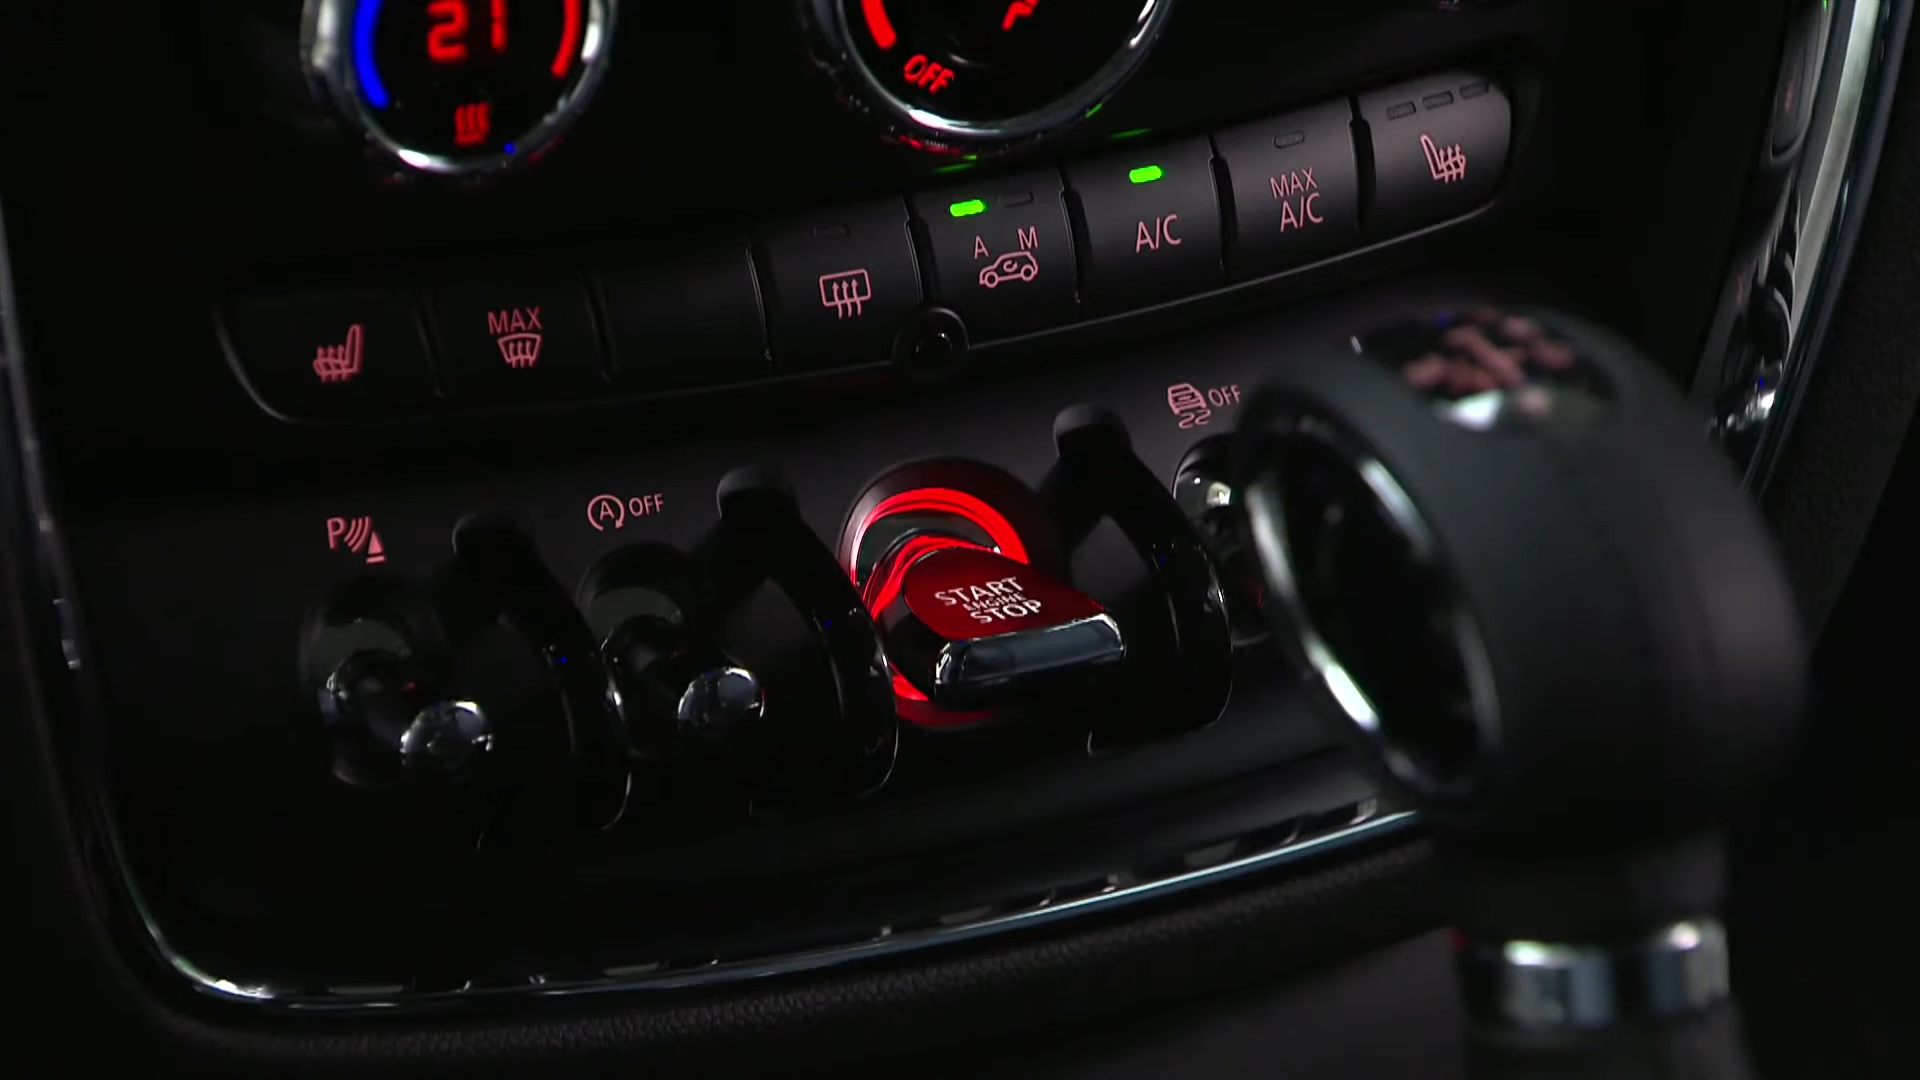 21
OFF
MAX
A M
A/C
MAX
A/C
P
A OFF
OFF
START
ENGINE
STOP